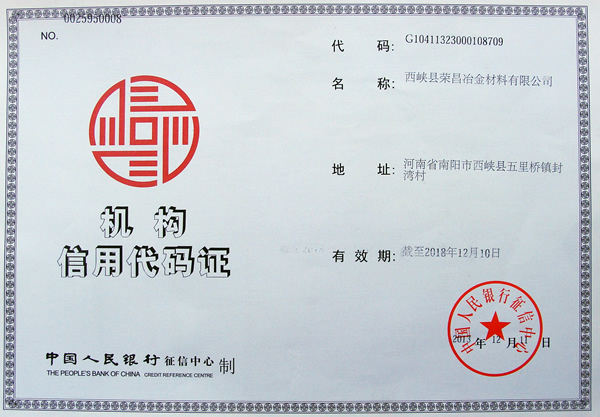 0025950008
NO.
代 码: G10411323000108709
名 称: 西峡县荣昌冶金材料有限公司
地 址: 河南省南阳市西峡县五里桥镇封
湾村
机 构
信用代码证
有 效 期: 截至2018年12月10日
中国人民银行征信中心
2013 年 12 月 11 日
中国人民银行征信中心 制
THE PEOPLE'S BANK OF CHINA CREDIT REFERENCE CENTRE